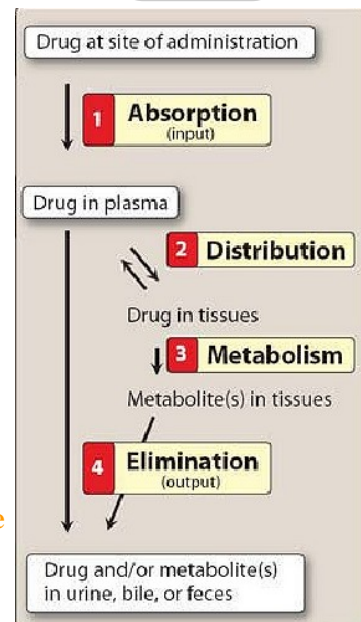 Drug at site of administration
1 Absorption
(input)
Drug in plasma
2 Distribution
Drug in tissues
3 Metabolism
Metabolite(s) in tissues
4 Elimination
(output)
e
Drug and/or metabolite(s)
in urine, bile, or feces